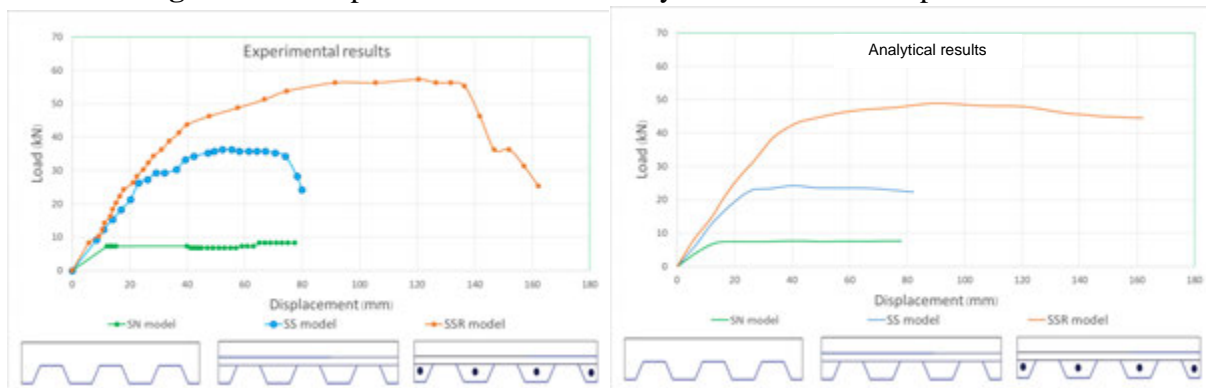 Experimental results
70
60
50
40
30
20
10
0
Load (kN)
0 20 40 60 80 100 120 140 160 180
Displacement (mm)
SN model SS model SSR model
Analytical results
70
60
50
40
30
20
10
0
Load (kN)
0 20 40 60 80 100 120 140 160 180
Displacement (mm)
SN model SS model SSR model